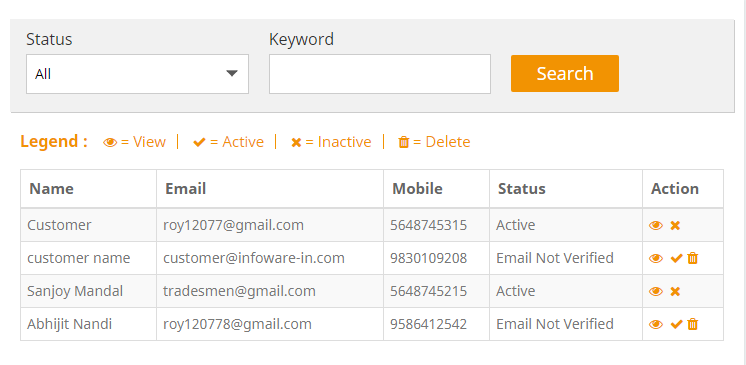 Status Keyword
All Search
Legend : = View | = Active | = Inactive | = Delete
Name Email Mobile Status Action
Customer roy12077@gmail.com 5648745315 Active
customer name customer@infoware-in.com 9830109208 Email Not Verified
Sanjoy Mandal tradesmen@gmail.com 5648745215 Active
Abhijit Nandi roy120778@gmail.com 9586412542 Email Not Verified